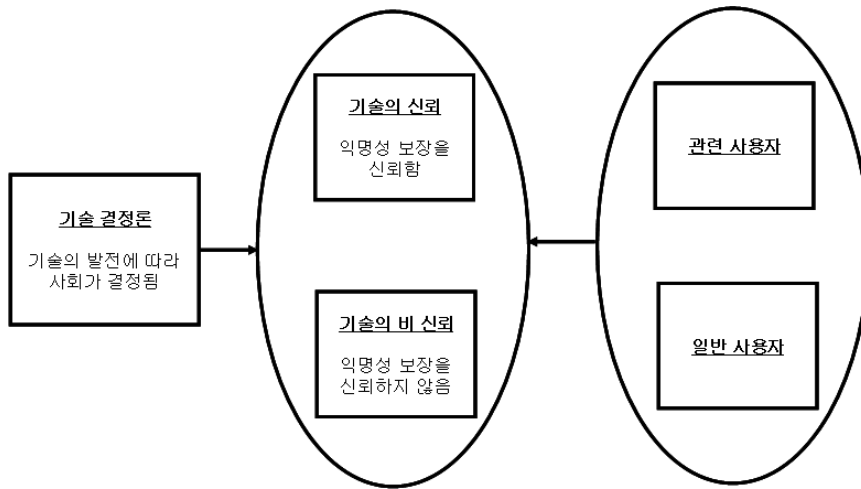 기술 결정론
기술의 발전에 따라
사회가 결정됨
기술의 신뢰
익명성 보장을
신뢰함
기술의 비 신뢰
익명성 보장을
신뢰하지 않음
관련 사용자
일반 사용자